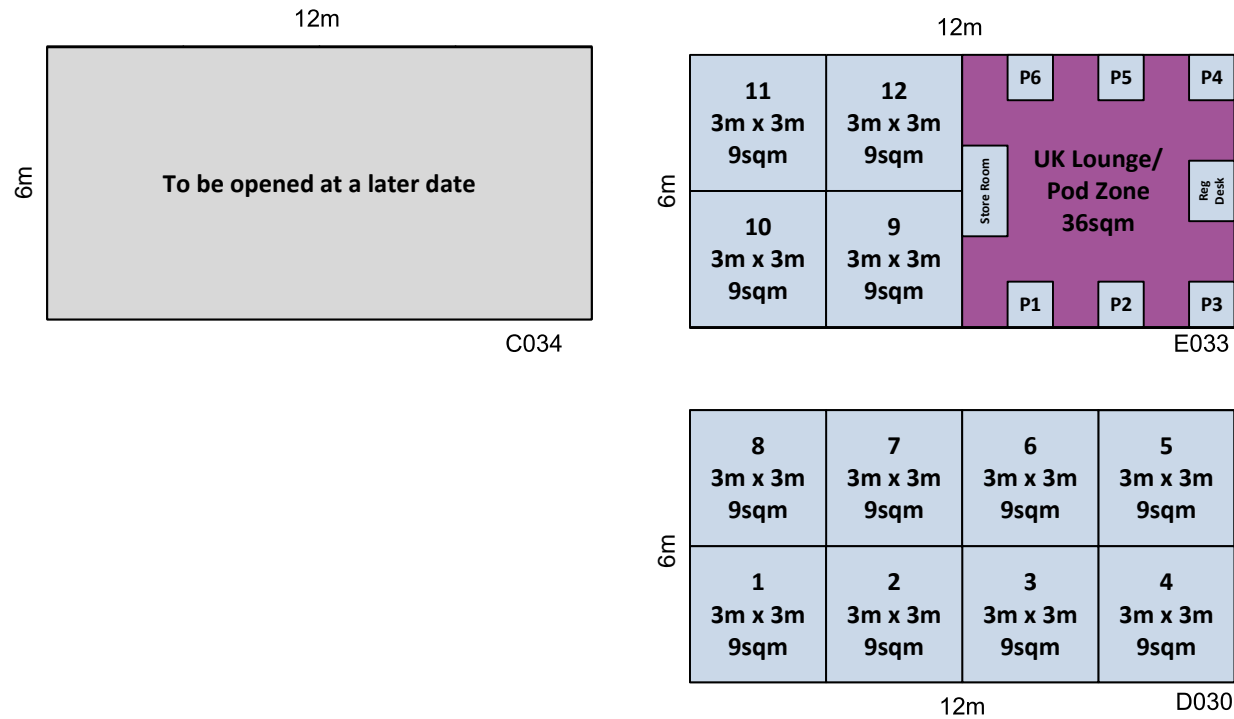 12m
6m
To be opened at a later date
C034
12m
6m
11
3m x 3m
9sqm
12
3m x 3m
9sqm
10
3m x 3m
9sqm
9
3m x 3m
9sqm
P6
P5
P4
Store Room
UK Lounge/
Pod Zone
36sqm
Reg
Desk
P1
P2
P3
E033
6m
8
3m x 3m
9sqm
7
3m x 3m
9sqm
6
3m x 3m
9sqm
5
3m x 3m
9sqm
1
3m x 3m
9sqm
2
3m x 3m
9sqm
3
3m x 3m
9sqm
4
3m x 3m
9sqm
12m
D030